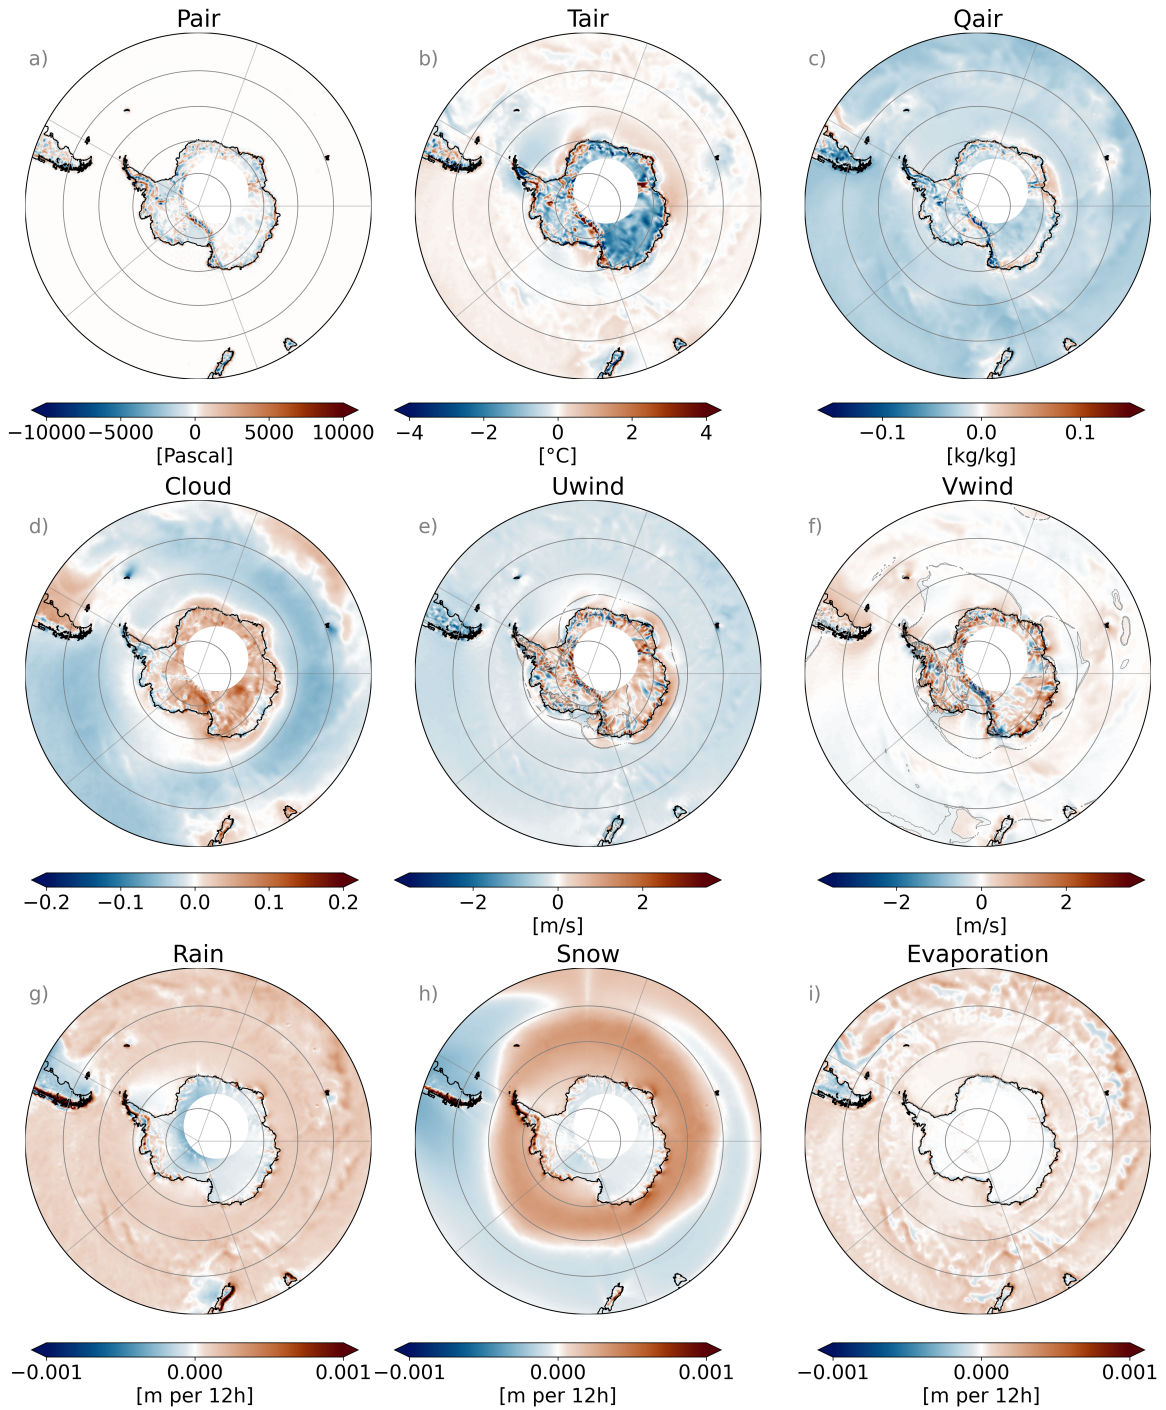 Pair Tair Qair
a) b) c)
−10000 −5000 0 5000 10000 −4 −2 0 2 4 −0.1 0.0 0.1
[Pascal] [°C] [kg/kg]
Cloud Uwind Vwind
d) e) f)
−0.2 −0.1 0.0 0.1 0.2 −2 0 2 −2 0 2
[m/s] [m/s]
Rain Snow Evaporation
g) h) i)
−0.001 0.000 0.001 −0.001 0.000 0.001 −0.001 0.000 0.001
[m per 12h] [m per 12h] [m per 12h]